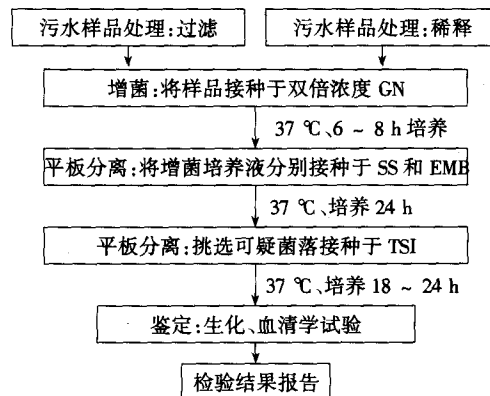 污水样品处理:过滤
污水样品处理:稀释
增菌:将样品接种于双倍浓度 GN
37 ℃、6 ~ 8 h 培养
平板分离:将增菌培养液分别接种于 SS 和 EMB
37 ℃、培养 24 h
平板分离:挑选可疑菌落接种于 TSI
37 ℃、培养 18 ~ 24 h
鉴定:生化、血清学试验
检验结果报告